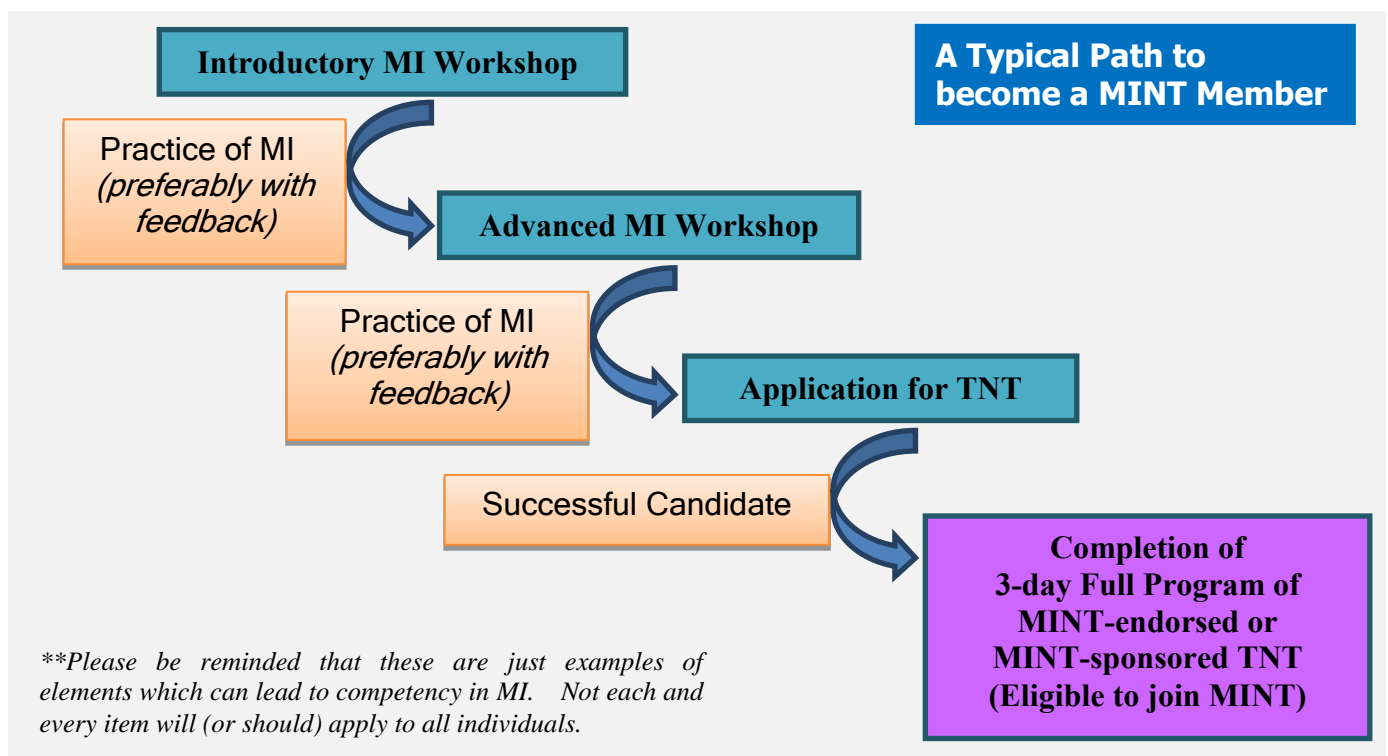 Introductory MI Workshop
A Typical Path to
become a MINT Member
Practice of MI
(preferably with
feedback)
Advanced MI Workshop
Practice of MI
(preferably with
feedback)
Application for TNT
Successful Candidate
Completion of
3-day Full Program of
MINT-endorsed or
MINT-sponsored TNT
(Eligible to join MINT)
**Please be reminded that these are just examples of
elements which can lead to competency in MI. Not each and
every item will (or should) apply to all individuals.